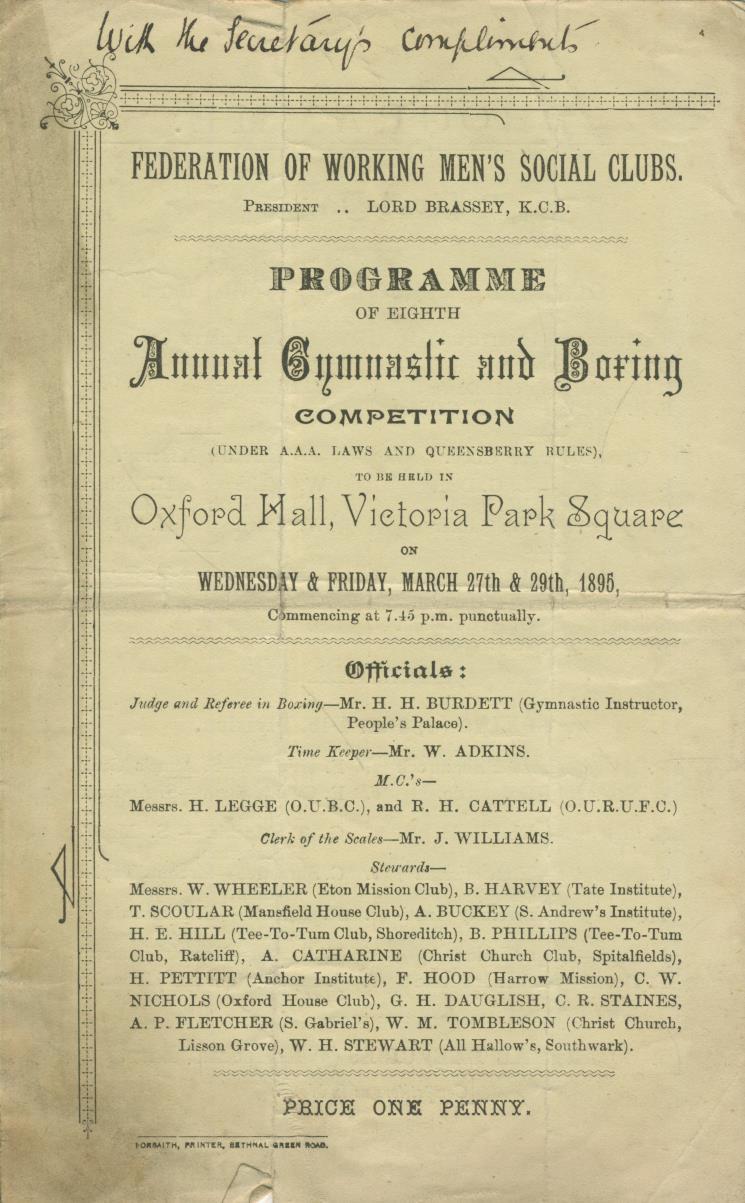 With the Secretary's Compliments
FEDERATION OF WORKING MEN'S SOCIAL CLUBS.
PRESIDENT .. LORD BRASSEY, K.C.B.
PROGRAMME
OF EIGHTH
Annual Gymnastic and Boxing
COMPETITION
(UNDER A.A.A. LAWS AND QUEENSBERRY RULES),
TO BE HELD IN
Oxford Hall, Victoria Park Square
ON
WEDNESDAY & FRIDAY, MARCH 27th & 29th, 1895,
Commencing at 7.45 p.m. punctually.
Officials:
Judge and Referee in Boxing—Mr. H. H. BURDETT (Gymnastic Instructor,
People's Palace).
Time Keeper—Mr. W. ADKINS.
M.C.'s—
Messrs. H. LEGGE (O.U.B.C.), and R. H. CATTELL (O.U.R.U.F.C.)
Clerk of the Scales—Mr. J. WILLIAMS.
Stewards—
Messrs. W. WHEELER (Eton Mission Club), B. HARVEY (Tate Institute),
T. SCOULAR (Mansfield House Club), A. BUCKEY (S. Andrew's Institute),
H. E. HILL (Tee-To-Tum Club, Shoreditch), B. PHILLIPS (Tee-To-Tum
Club, Ratcliff), A. CATHARINE (Christ Church Club, Spitalfields),
H. PETTITT (Anchor Institute), F. HOOD (Harrow Mission), C. W.
NICHOLS (Oxford House Club), G. H. DAUGLISH, C. R. STAINES,
A. P. FLETCHER (S. Gabriel's), W. M. TOMBLESON (Christ Church,
Lisson Grove), W. H. STEWART (All Hallow's, Southwark).
PRICE ONE PENNY.
FORSAITH, PRINTER, BETHNAL GREEN ROAD.